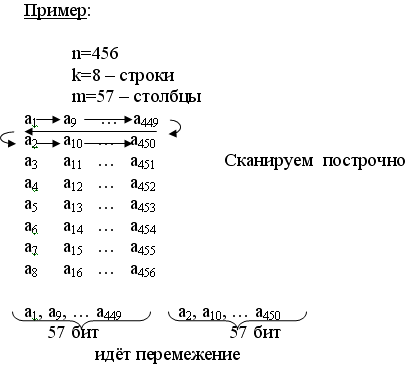 Пример:
n=456
k=8 – строки
m=57 – столбцы
a₁ a₉ … a₄₄₉
a₂ a₁₀ … a₄₅₀
a₃ a₁₁ … a₄₅₁
Сканируем построчно
a₄ a₁₂ … a₄₅₂
a₅ a₁₃ … a₄₅₃
a₆ a₁₄ … a₄₅₄
a₇ a₁₅ … a₄₅₅
a₈ a₁₆ … a₄₅₆
a₁, a₉, … a₄₄₉ a₂, a₁₀, … a₄₅₀
57 бит 57 бит
идёт перемежение